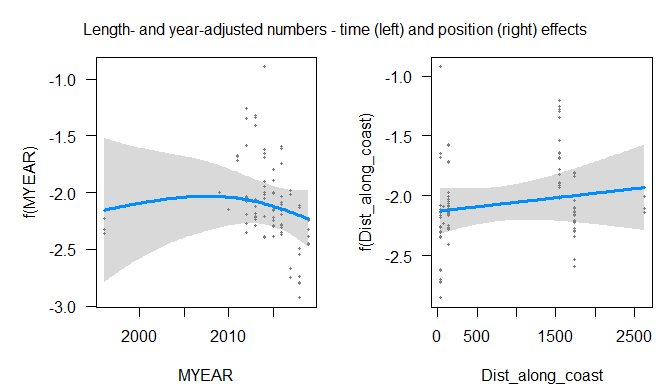 Length- and year-adjusted numbers - time (left) and position (right) effects
f(MYEAR)
-1.0
-1.5
-2.0
-2.5
-3.0
2000 2010
MYEAR
f(Dist_along_coast)
-1.0
-1.5
-2.0
-2.5
0 500 1500 2500
Dist_along_coast